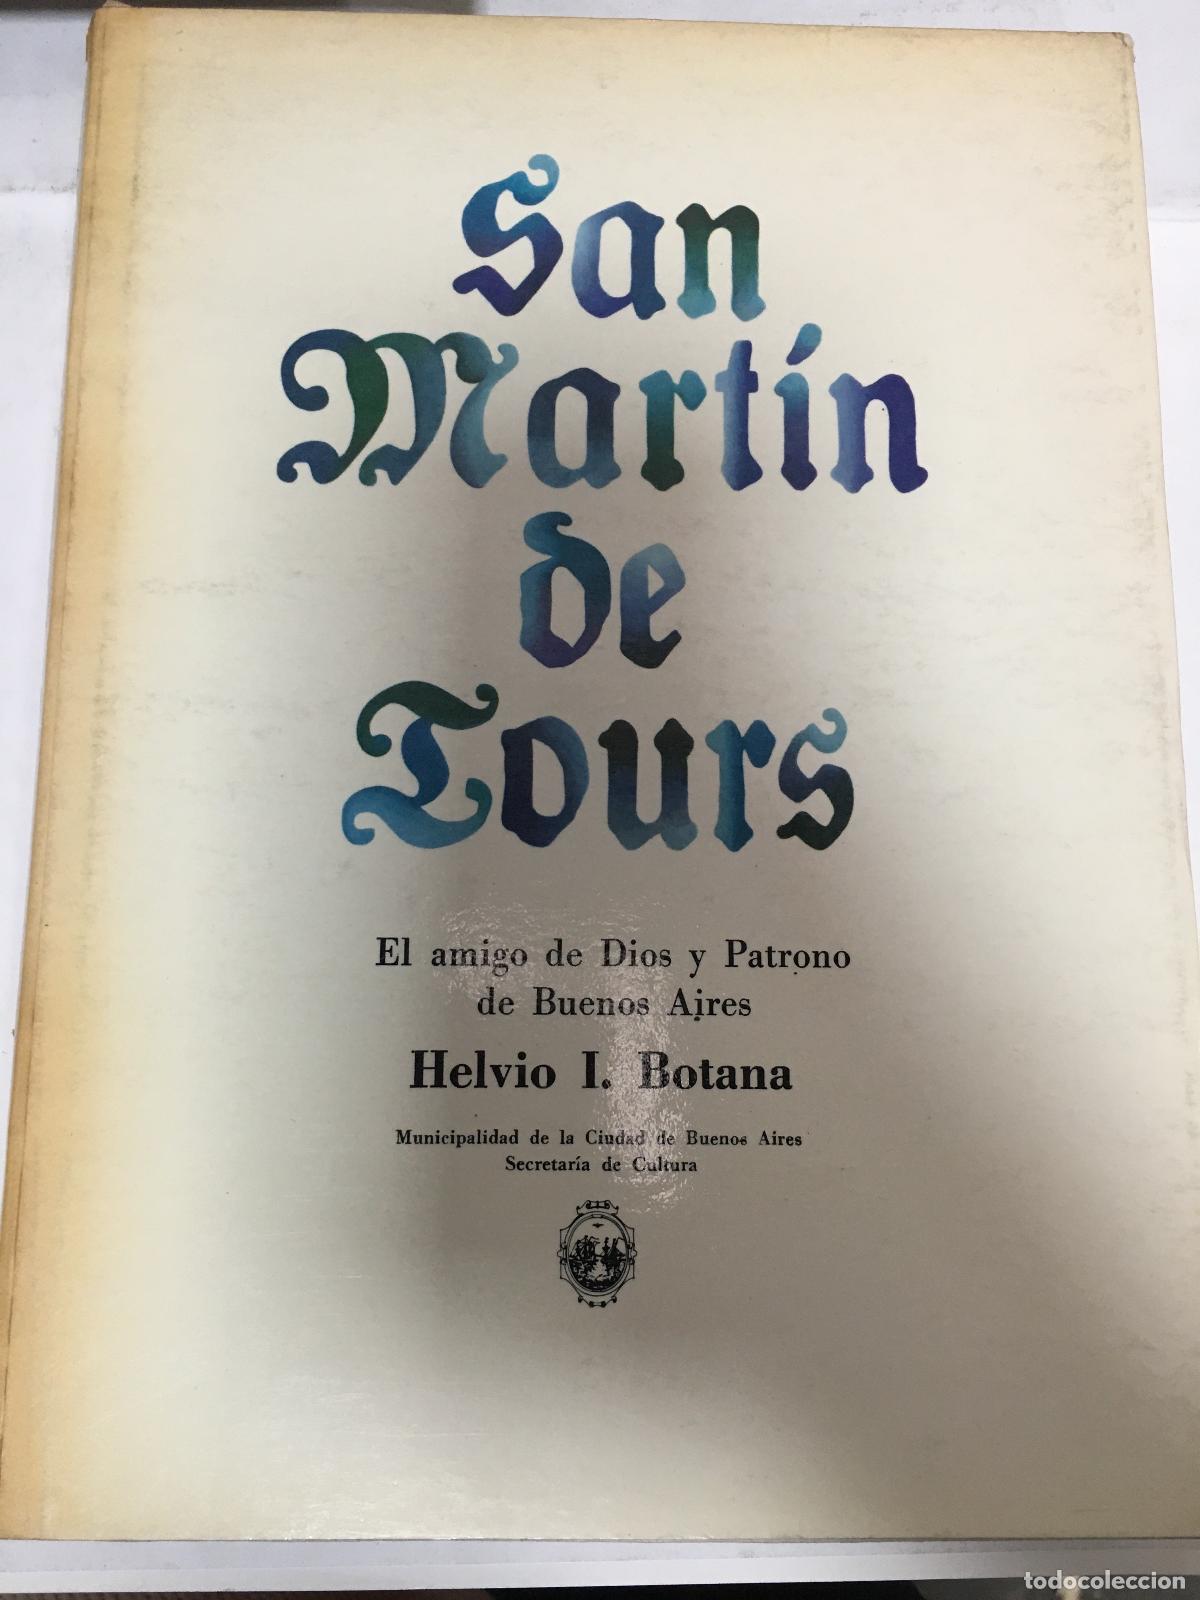 San
Martín
de
Tours
El amigo de Dios y Patrono
de Buenos Aires
Helvio I. Botana
Municipalidad de la Ciudad de Buenos Aires
Secretaría de Cultura
todocoleccion